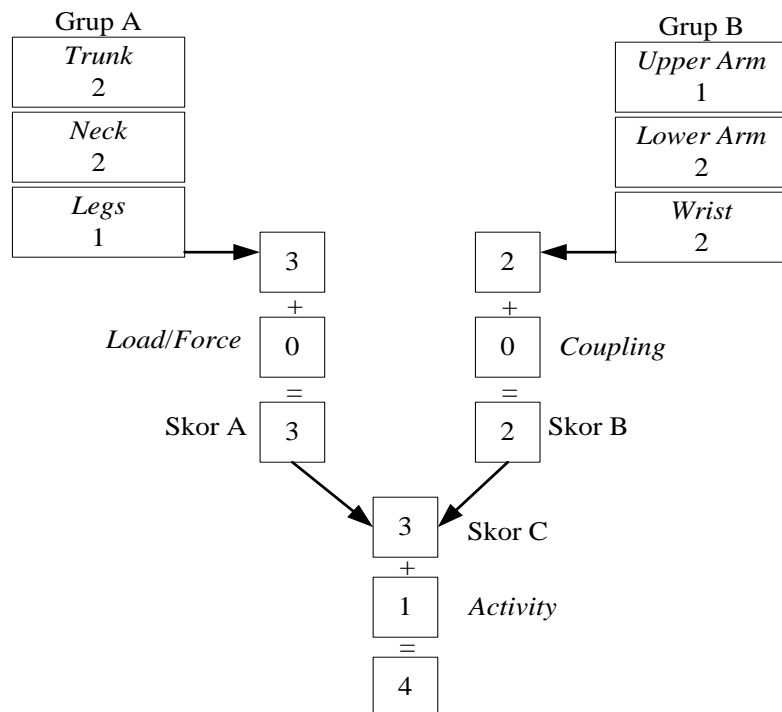 Grup A
Trunk
2
Neck
2
Legs
1
Grup B
Upper Arm
1
Lower Arm
2
Wrist
2
3
2
+
+
Load/Force
0
0
Coupling
=
=
Skor A
3
2
Skor B
3
Skor C
+
1
Activity
=
4